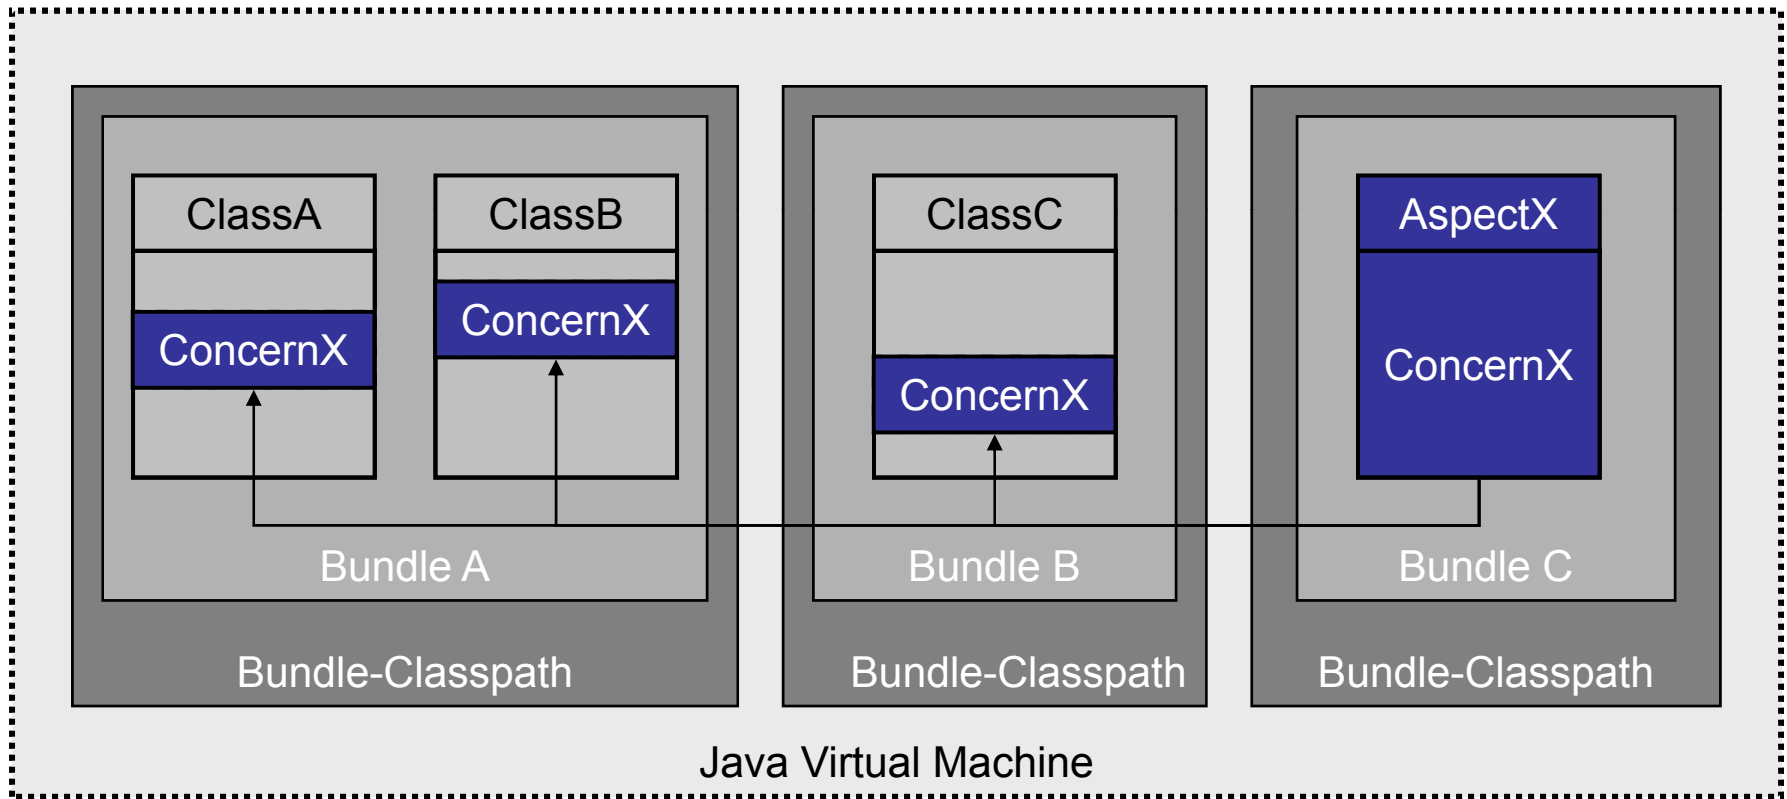 ClassA
ClassB
ClassC
AspectX
ConcernX
ConcernX
ConcernX
ConcernX
Bundle A
Bundle B
Bundle C
Bundle-Classpath
Bundle-Classpath
Bundle-Classpath
Java Virtual Machine